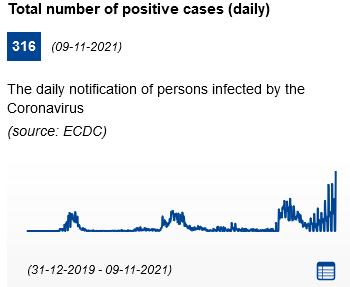 Total number of positive cases (daily)
316 (09-11-2021)
The daily notification of persons infected by the
Coronavirus
(source: ECDC)
(31-12-2019 - 09-11-2021)